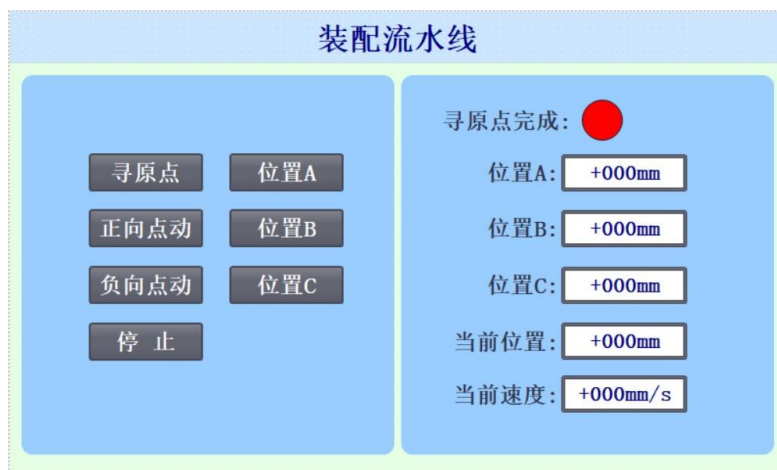 装配流水线
寻原点 位置A
正向点动 位置B
负向点动 位置C
停 止
寻原点完成:
位置A: +000mm
位置B: +000mm
位置C: +000mm
当前位置: +000mm
当前速度: +000mm/s